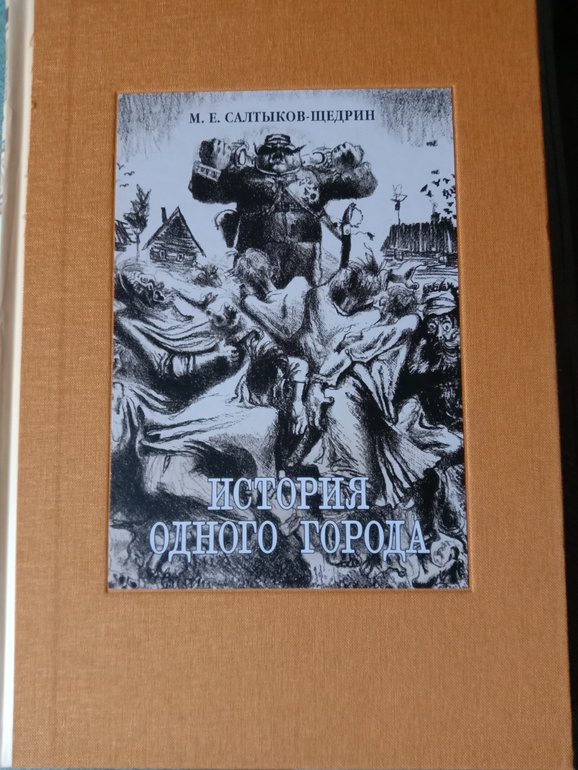 М. Е. САЛТЫКОВ-ЩЕДРИН
ИСТОРИЯ
ОДНОГО ГОРОДА